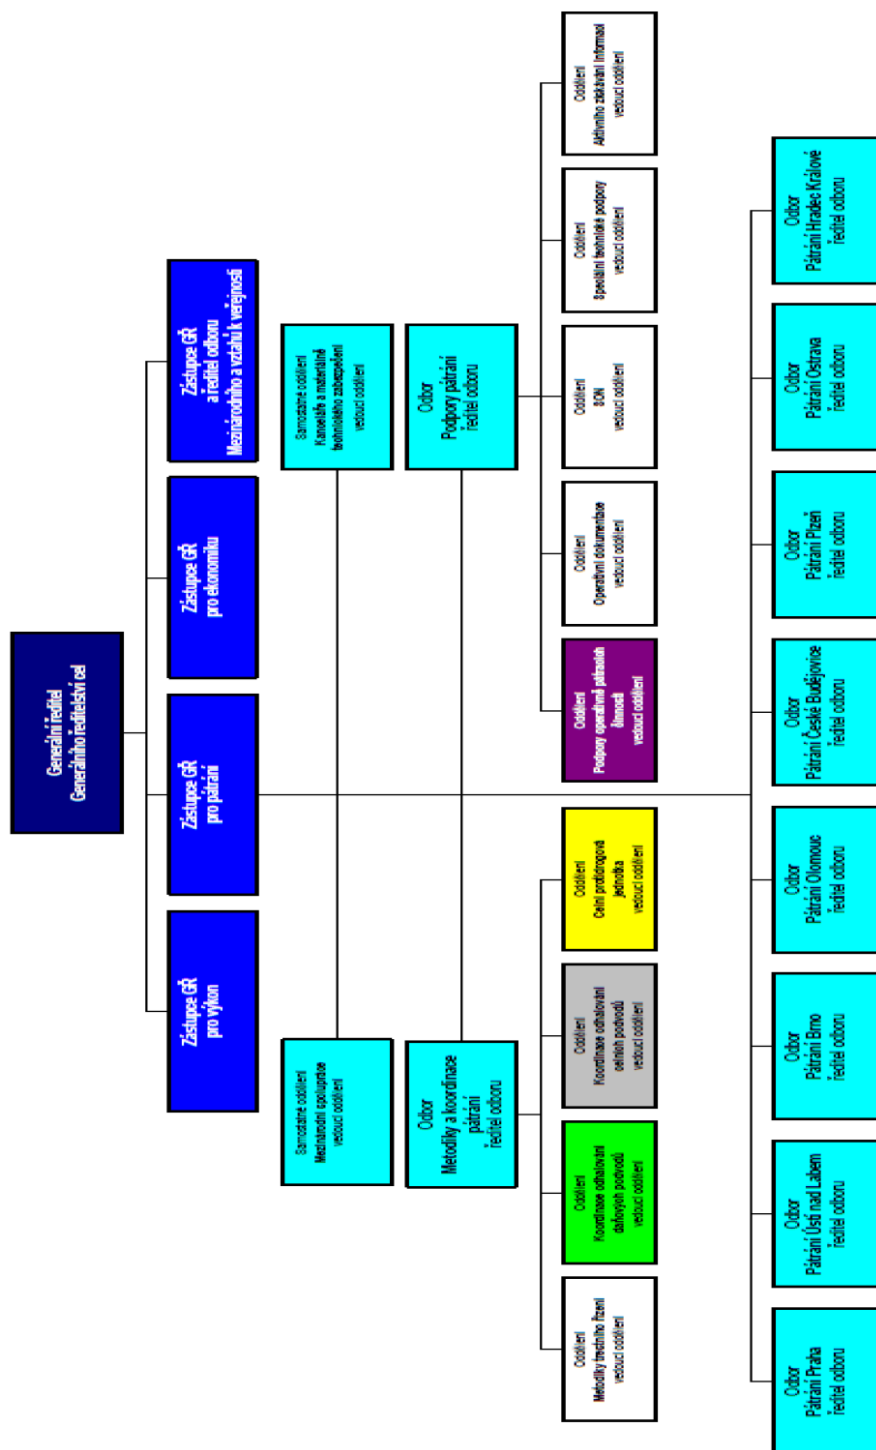 Generální ředitel
Generálního ředitelství cel
Zástupce GŘ
pro výkon
Zástupce GŘ
pro pátrání
Zástupce GŘ
pro ekonomiku
Zástupce GŘ
a ředitel odboru
Mezinárodního a vztahů k veřejnosti
Samostatné oddělení
Mezinárodní spolupráce
vedoucí oddělení
Samostatné oddělení
Kanceláře a materiálně
technického zabezpečení
vedoucí oddělení
Odbor
Metodiky a koordinace
pátrání
ředitel odboru
Odbor
Podpory pátrání
ředitel odboru
Oddělení
Metodiky trestního řízení
vedoucí oddělení
Oddělení
Koordinace odhalování
daňových podvodů
vedoucí oddělení
Oddělení
Koordinace odhalování
celních podvodů
vedoucí oddělení
Oddělení
Celní protidrogová
jednotka
vedoucí oddělení
Oddělení
Podpory operativně pátracích
činností
vedoucí oddělení
Oddělení
Operativní dokumentace
vedoucí oddělení
Oddělení
SON
vedoucí oddělení
Oddělení
Speciální technické podpory
vedoucí oddělení
Oddělení
Aktivního získávání informací
vedoucí oddělení
Odbor
Pátrání Praha
ředitel odboru
Odbor
Pátrání Ústí nad Labem
ředitel odboru
Odbor
Pátrání Brno
ředitel odboru
Odbor
Pátrání Olomouc
ředitel odboru
Odbor
Pátrání České Budějovice
ředitel odboru
Odbor
Pátrání Plzeň
ředitel odboru
Odbor
Pátrání Ostrava
ředitel odboru
Odbor
Pátrání Hradec Králové
ředitel odboru